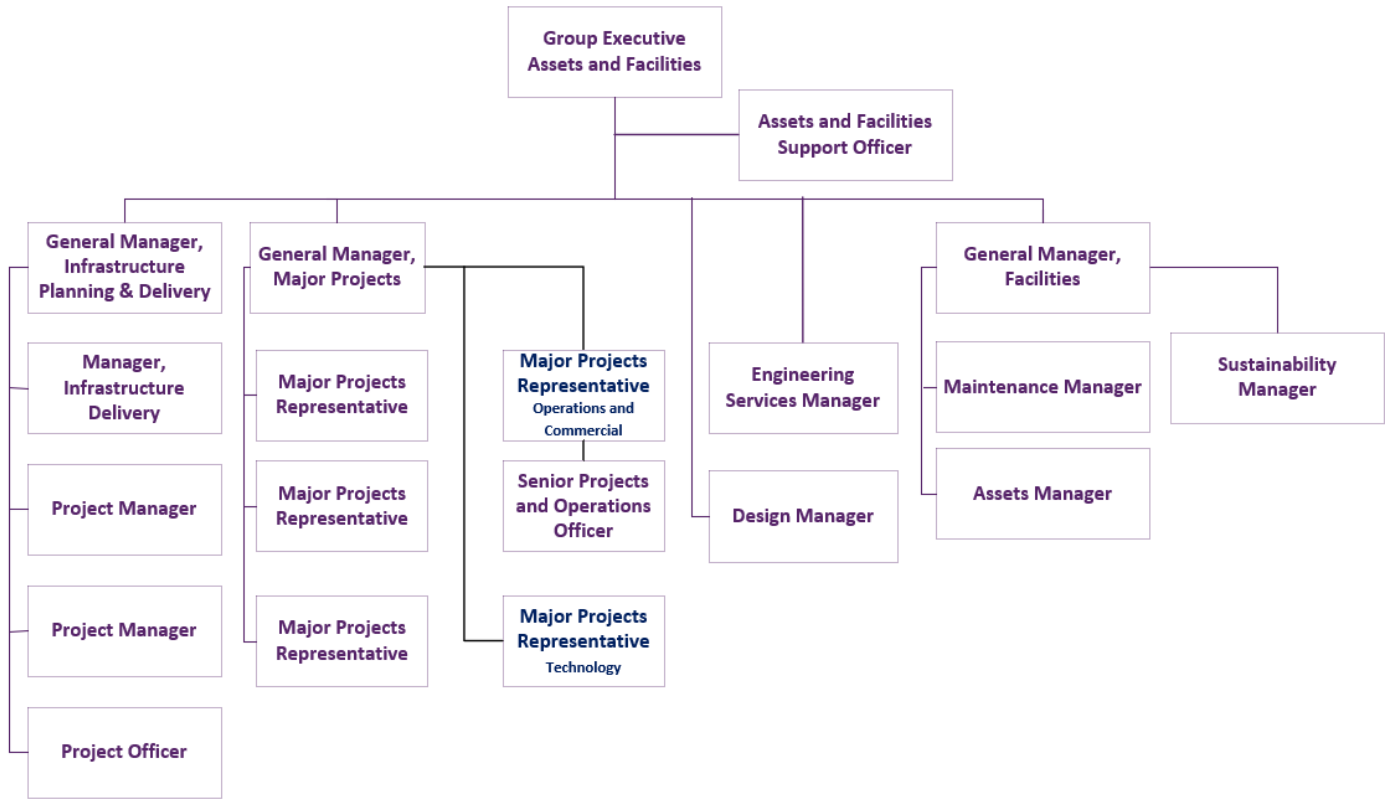 Group Executive
Assets and Facilities
Assets and Facilities
Support Officer
General Manager,
Infrastructure
Planning & Delivery
General Manager,
Major Projects
General Manager,
Facilities
Manager,
Infrastructure
Delivery
Project Manager
Project Manager
Project Officer
Major Projects
Representative
Major Projects
Representative
Major Projects
Representative
Major Projects
Representative
Operations and
Commercial
Senior Projects
and Operations
Officer
Major Projects
Representative
Technology
Engineering
Services Manager
Design Manager
Maintenance Manager
Assets Manager
Sustainability
Manager